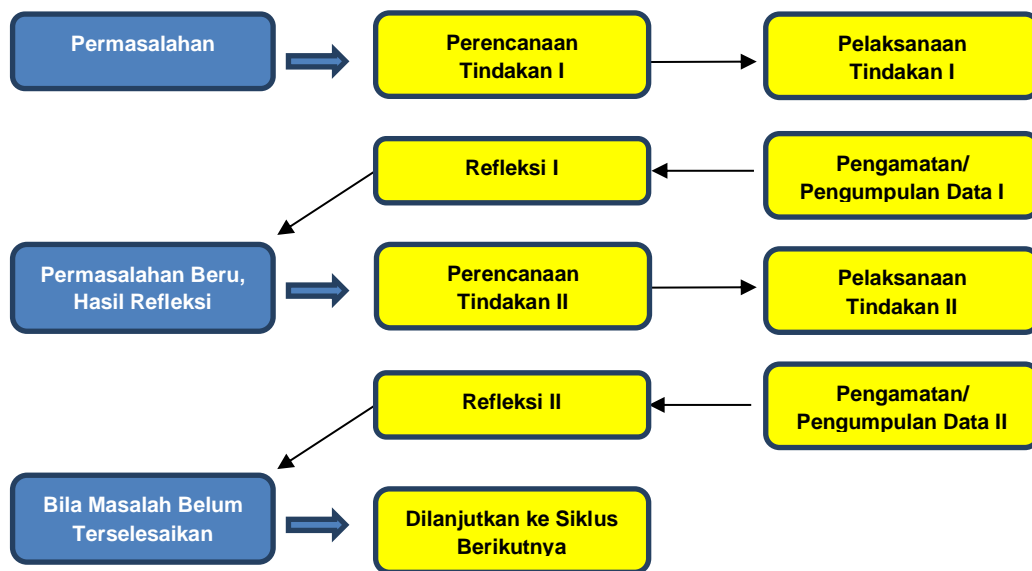 Permasalahan
Perencanaan
Tindakan I
Pelaksanaan
Tindakan I
Refleksi I
Pengamatan/
Pengumpulan Data I
Permasalahan Beru,
Hasil Refleksi
Perencanaan
Tindakan II
Pelaksanaan
Tindakan II
Refleksi II
Pengamatan/
Pengumpulan Data II
Bila Masalah Belum
Terselesaikan
Dilanjutkan ke Siklus
Berikutnya